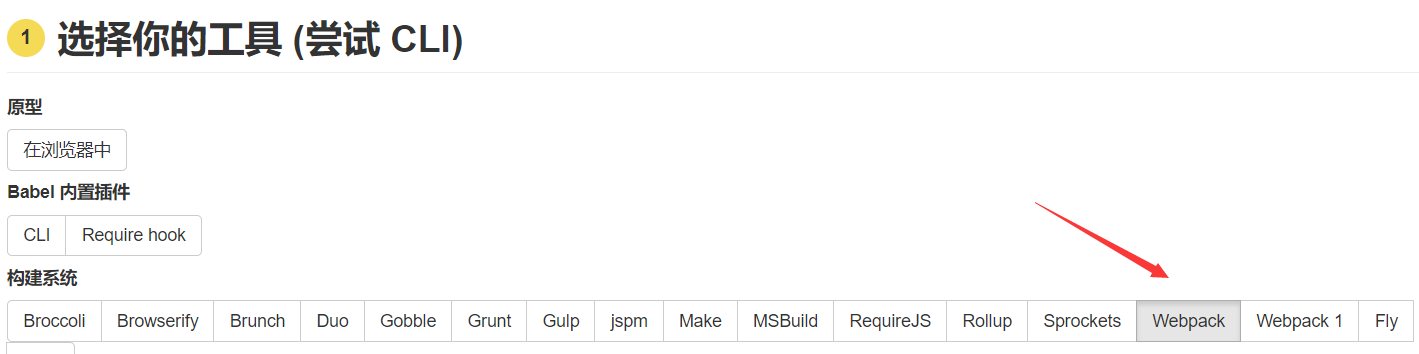 1 选择你的工具 (尝试 CLI)
原型
在浏览器中
Babel 内置插件
CLI Require hook
构建系统
Broccoli Browserify Brunch Duo Gobble Grunt Gulp jspm Make MSBuild RequireJS Rollup Sprockets Webpack Webpack 1 Fly